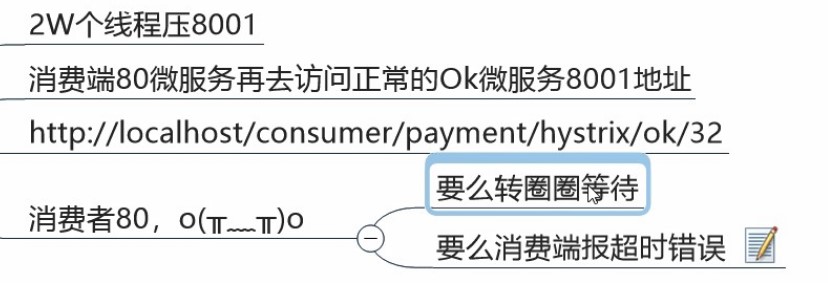 2W个线程压8001
消费端80微服务再去访问正常的Ok微服务8001地址
http://localhost/consumer/payment/hystrix/ok/32
要么转圈圈等待
消费者80，o(╥﹏╥)o
要么消费端报超时错误